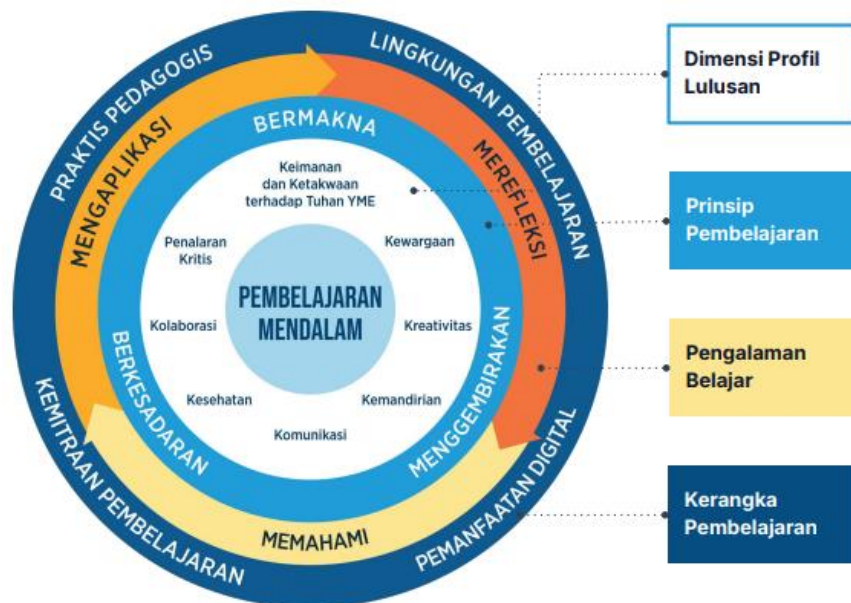 PRAKTIS PEDAGOGIS
LINGKUNGAN PEMBELAJARAN
MENGAPLIKASI
MEREFLEKSI
BERMAKNA
Keimanan
dan Ketakwaan
terhadap Tuhan YME
Penalaran
Kritis
Kewargaan
PEMBELAJARAN
MENDALAM
Kolaborasi
Kreativitas
Kesehatan
Kemandirian
Komunikasi
BERKESADARAN
MENGGEMBIRAKAN
MEMAHAMI
KEMITRAAN PEMBELAJARAN
PEMANFAATAN DIGITAL
Dimensi Profil
Lulusan
Prinsip
Pembelajaran
Pengalaman
Belajar
Kerangka
Pembelajaran